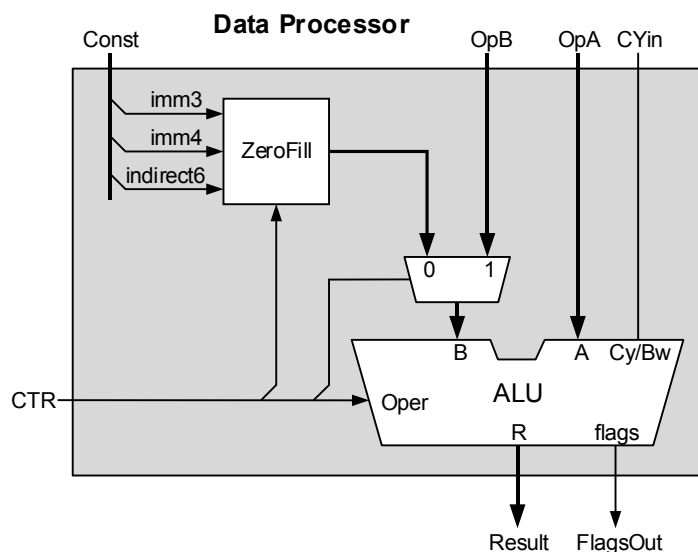 Data Processor
Const
OpB
OpA
CYin
imm3
imm4
indirect6
ZeroFill
0
1
B
A
Cy/Bw
CTR
Oper
ALU
R
flags
Result
FlagsOut